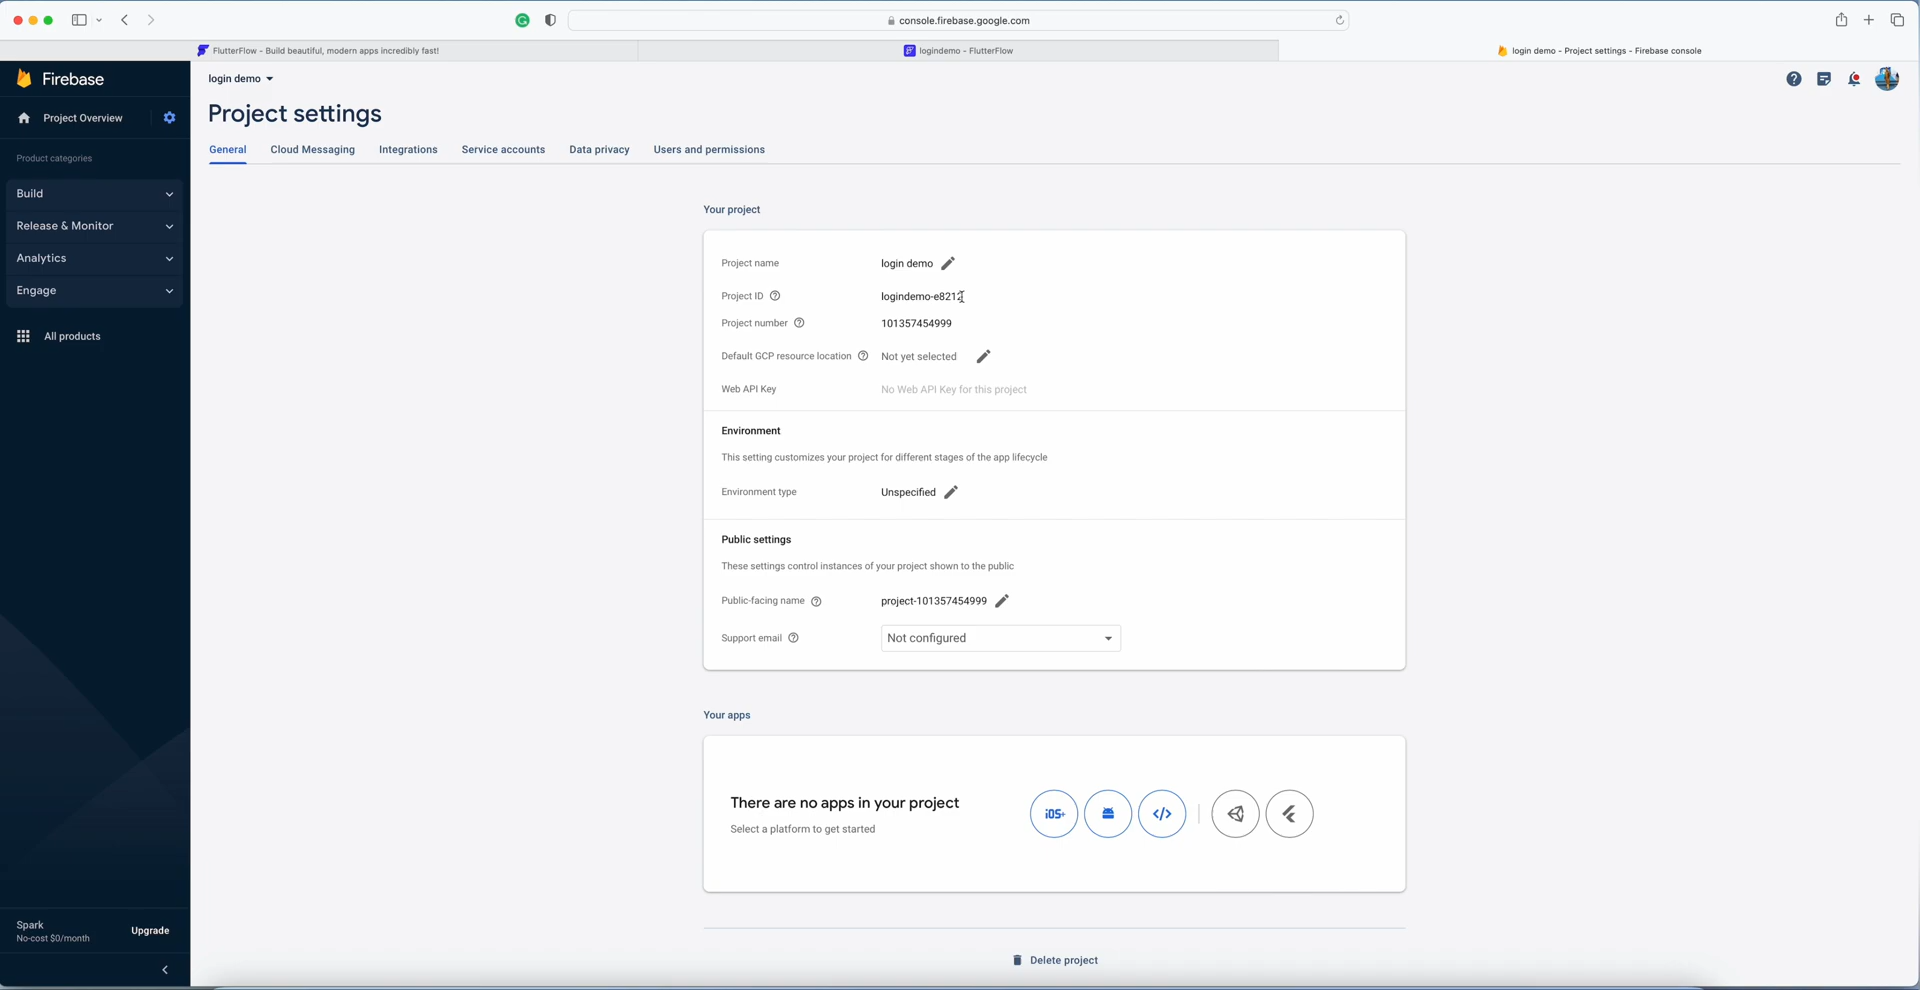 console.firebase.google.com
FlutterFlow - Build beautiful, modern apps incredibly fast!
logindemo - FlutterFlow
login demo - Project settings - Firebase console
Firebase
login demo
Project Overview
Project settings
General Cloud Messaging Integrations Service accounts Data privacy Users and permissions
Product categories
Build
Release & Monitor
Analytics
Engage
All products
Your project
Project name login demo
Project ID
Project number 101357454999
Default GCP resource location Not yet selected
Web API Key No Web API Key for this project
Environment
This setting customizes your project for different stages of the app lifecycle
Environment type Unspecified
Public settings
These settings control instances of your project shown to the public
Public-facing name project-101357454999
Support email Not configured
Your apps
There are no apps in your project
Select a platform to get started
iOS+
Spark
No-cost $0/month
Upgrade
Delete project